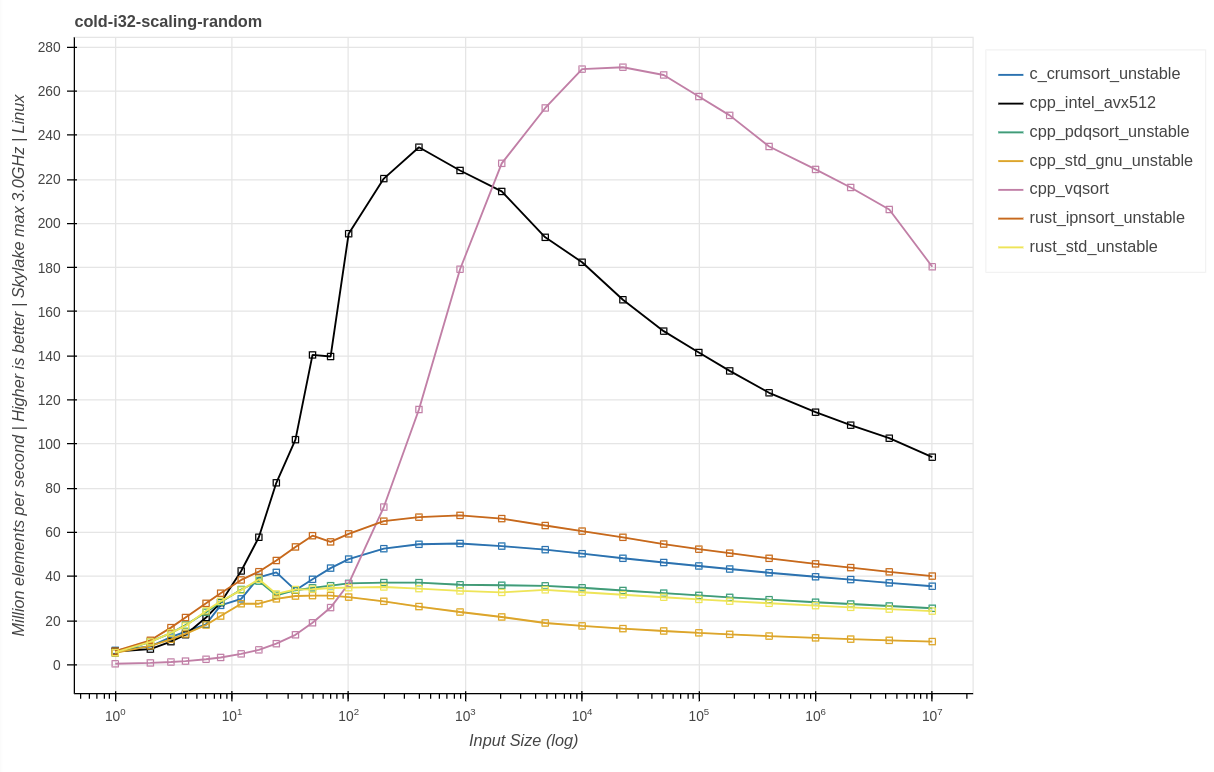 cold-i32-scaling-random
Million elements per second | Higher is better | Skylake max 3.0GHz | Linux
280
260
240
220
200
180
160
140
120
100
80
60
40
20
0
10⁰ 10¹ 10² 10³ 10⁴ 10⁵ 10⁶ 10⁷
Input Size (log)
c_crumsort_unstable
cpp_intel_avx512
cpp_pdqsort_unstable
cpp_std_gnu_unstable
cpp_vqsort
rust_ipnsort_unstable
rust_std_unstable